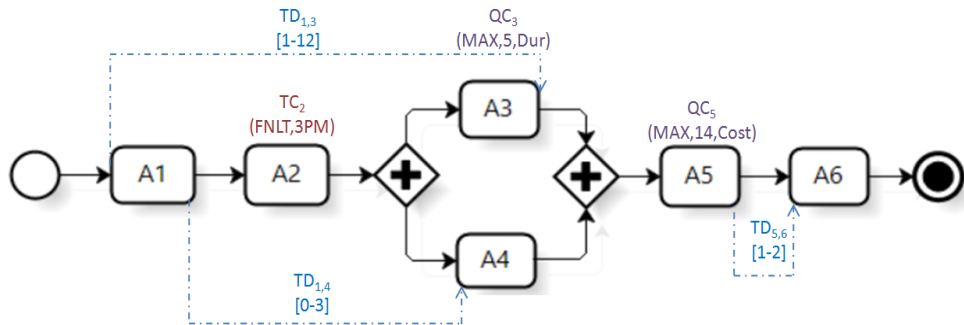 TD1,3
[1-12]
QC3
(MAX,5,Dur)
TC2
(FNLT,3PM)
A3
QC5
(MAX,14,Cost)
A1
A2
A5
A6
A4
TD5,6
[1-2]
TD1,4
[0-3]